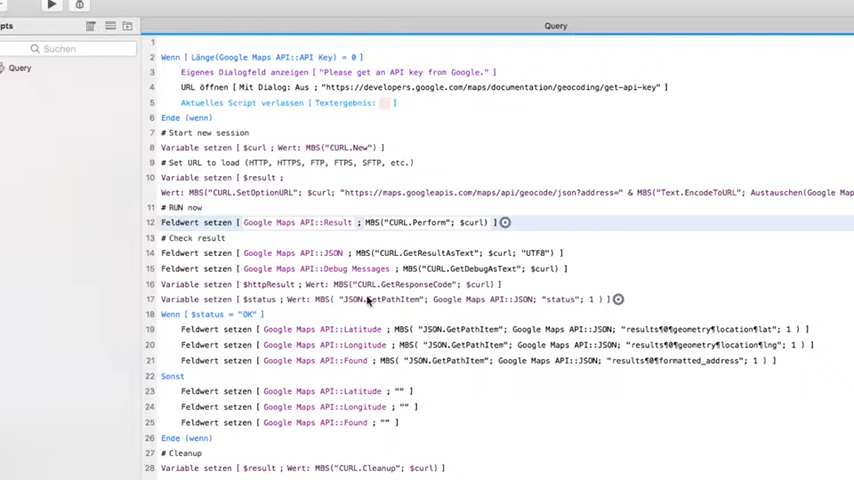 Query
pts
Suchen
Query
1
2 Wenn [ Länge(Google Maps API::API Key) = 0 ]
3 Eigenes Dialogfeld anzeigen [ "Please get an API key from Google." ]
4 URL öffnen [ Mit Dialog: Aus ; "https://developers.google.com/maps/documentation/geocoding/get-api-key" ]
5 Aktuelles Script verlassen [ Textergebnis: ]
6 Ende (wenn)
7 # Start new session
8 Variable setzen [ $curl ; Wert: MBS("CURL.New") ]
9 # Set URL to load (HTTP, HTTPS, FTP, FTPS, SFTP, etc.)
10 Variable setzen [ $result ;
Wert: MBS("CURL.SetOptionURL"; $curl; "https://maps.googleapis.com/maps/api/geocode/json?address=" & MBS("Text.EncodeToURL"; Austauschen(Google Map
11 # RUN now
12 Feldwert setzen [ Google Maps API::Result ; MBS("CURL.Perform"; $curl) ]
13 # Check result
14 Feldwert setzen [ Google Maps API::JSON ; MBS("CURL.GetResultAsText"; $curl; "UTF8") ]
15 Feldwert setzen [ Google Maps API::Debug Messages ; MBS("CURL.GetDebugAsText"; $curl) ]
16 Variable setzen [ $httpResult ; Wert: MBS("CURL.GetResponseCode"; $curl) ]
17 Variable setzen [ $status ; Wert: MBS( "JSON.GetPathItem"; Google Maps API::JSON; "status"; 1 ) ]
18 Wenn [ $status = "OK" ]
19 Feldwert setzen [ Google Maps API::Latitude ; MBS( "JSON.GetPathItem"; Google Maps API::JSON; "results¶0¶geometry¶location¶lat"; 1 ) ]
20 Feldwert setzen [ Google Maps API::Longitude ; MBS( "JSON.GetPathItem"; Google Maps API::JSON; "results¶0¶geometry¶location¶lng"; 1 ) ]
21 Feldwert setzen [ Google Maps API::Found ; MBS( "JSON.GetPathItem"; Google Maps API::JSON; "results¶0¶formatted_address"; 1 ) ]
22 Sonst
23 Feldwert setzen [ Google Maps API::Latitude ; "" ]
24 Feldwert setzen [ Google Maps API::Longitude ; "" ]
25 Feldwert setzen [ Google Maps API::Found ; "" ]
26 Ende (wenn)
27 # Cleanup
28 Variable setzen [ $result ; Wert: MBS("CURL.Cleanup"; $curl) ]